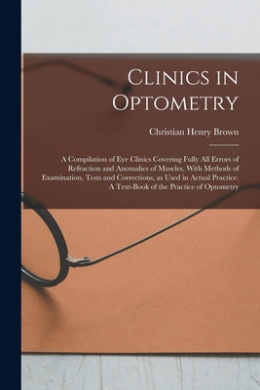 Clinics in
Optometry
Christian Henry Brown
A Compilation of Eye Clinics Covering Fully All Errors of
Refraction and Anomalies of Muscles, With Methods of
Examination, Tests and Corrections, as Used in Actual Practice.
A Text-Book of the Practice of Optometry